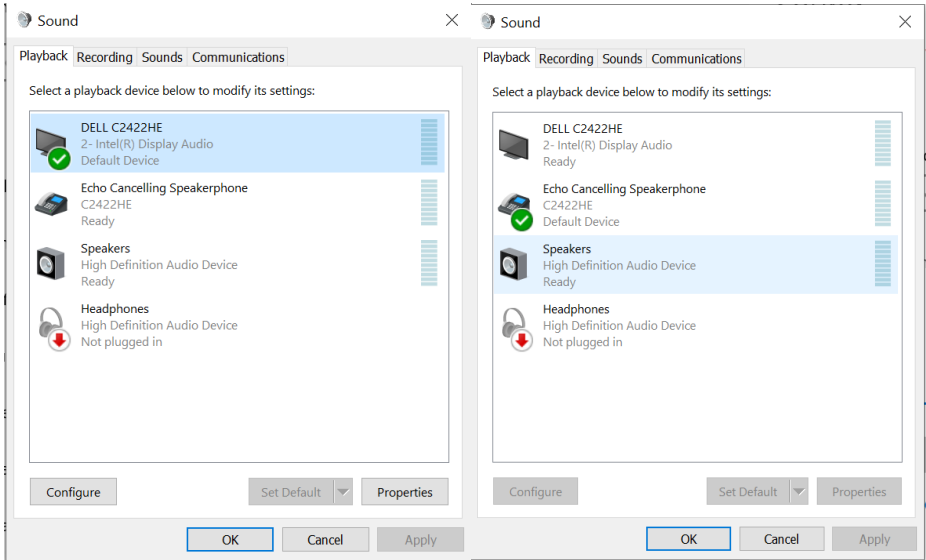 Sound
Playback Recording Sounds Communications
Select a playback device below to modify its settings:
DELL C2422HE
2- Intel(R) Display Audio
Default Device
Echo Cancelling Speakerphone
C2422HE
Ready
Speakers
High Definition Audio Device
Ready
Headphones
High Definition Audio Device
Not plugged in
Configure Set Default Properties
OK Cancel Apply
Sound
Playback Recording Sounds Communications
Select a playback device below to modify its settings:
DELL C2422HE
2- Intel(R) Display Audio
Ready
Echo Cancelling Speakerphone
C2422HE
Default Device
Speakers
High Definition Audio Device
Ready
Headphones
High Definition Audio Device
Not plugged in
Configure Set Default Properties
OK Cancel Apply